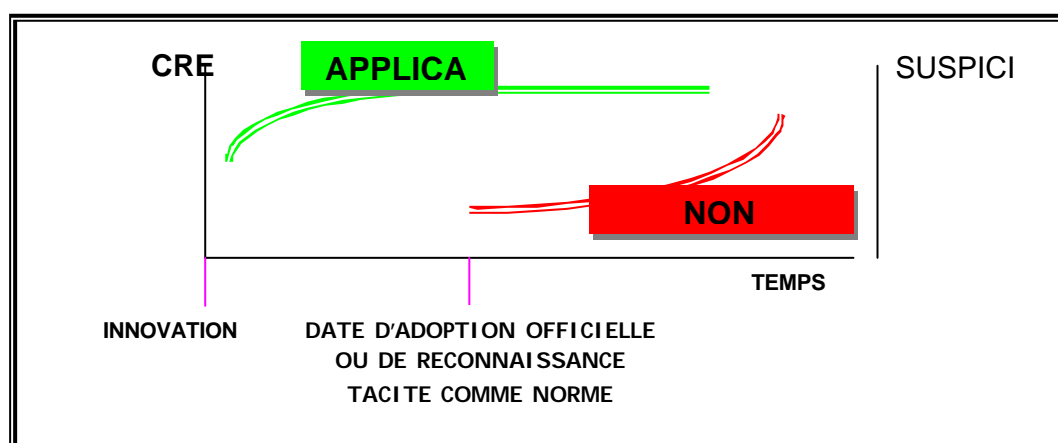 CRE
APPLICA
SUSPICI
NON
TEMPS
INNOVATION
DATE D'ADOPTION OFFICIELLE
OU DE RECONNAISSANCE
TACITE COMME NORME